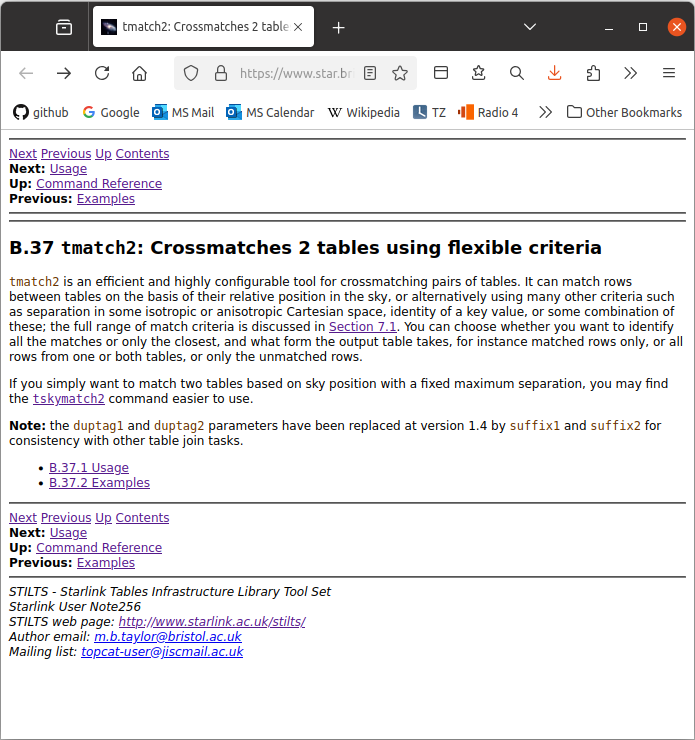 tmatch2: Crossmatches 2 table
https://www.star.bri
github Google MS Mail MS Calendar Wikipedia TZ Radio 4 Other Bookmarks
Next Previous Up Contents
Next: Usage
Up: Command Reference
Previous: Examples
B.37 tmatch2: Crossmatches 2 tables using flexible criteria
tmatch2 is an efficient and highly configurable tool for crossmatching pairs of tables. It can match rows
between tables on the basis of their relative position in the sky, or alternatively using many other criteria such
as separation in some isotropic or anisotropic Cartesian space, identity of a key value, or some combination of
these; the full range of match criteria is discussed in Section 7.1. You can choose whether you want to identify
all the matches or only the closest, and what form the output table takes, for instance matched rows only, or all
rows from one or both tables, or only the unmatched rows.
If you simply want to match two tables based on sky position with a fixed maximum separation, you may find
the tskymatch2 command easier to use.
Note: the duptag1 and duptag2 parameters have been replaced at version 1.4 by suffix1 and suffix2 for
consistency with other table join tasks.
• B.37.1 Usage
• B.37.2 Examples
Next Previous Up Contents
Next: Usage
Up: Command Reference
Previous: Examples
STILTS - Starlink Tables Infrastructure Library Tool Set
Starlink User Note256
STILTS web page: http://www.starlink.ac.uk/stilts/
Author email: m.b.taylor@bristol.ac.uk
Mailing list: topcat-user@jiscmail.ac.uk